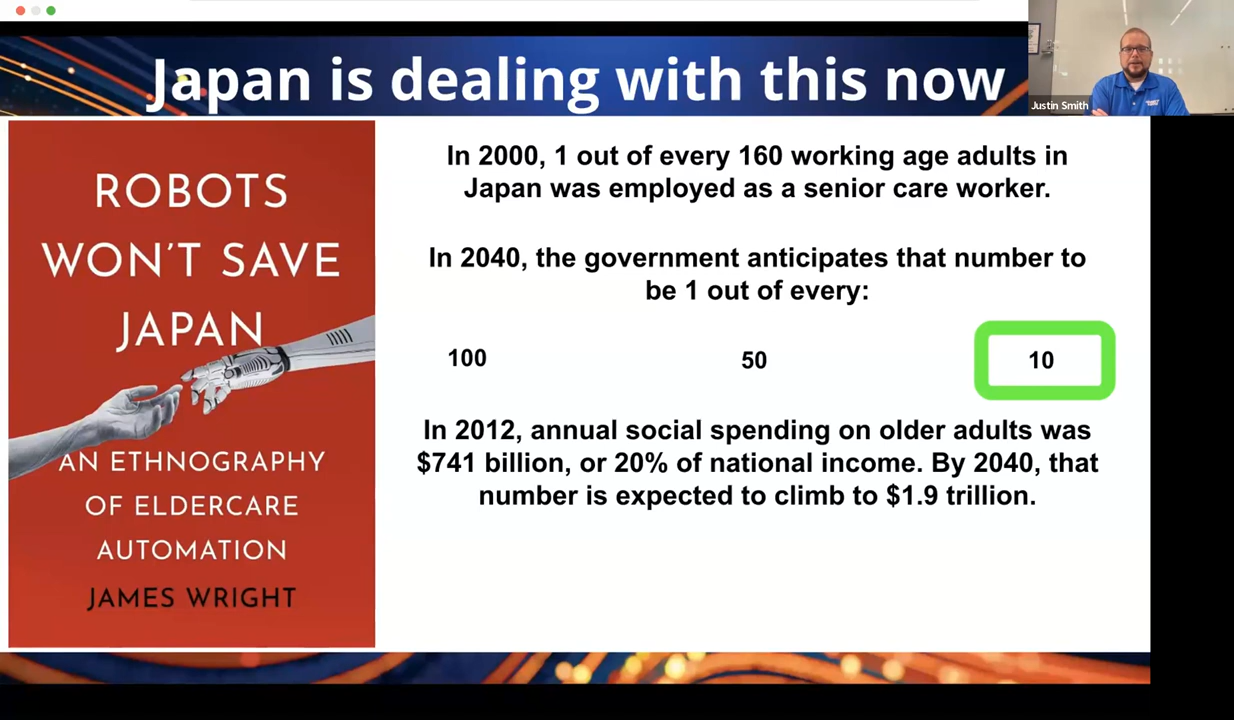 Japan is dealing with this now
Justin Smith
ROBOTS
WON'T SAVE
JAPAN
AN ETHNOGRAPHY
OF ELDERCARE
AUTOMATION
JAMES WRIGHT
In 2000, 1 out of every 160 working age adults in
Japan was employed as a senior care worker.
In 2040, the government anticipates that number to
be 1 out of every:
100
50
10
In 2012, annual social spending on older adults was
$741 billion, or 20% of national income. By 2040, that
number is expected to climb to $1.9 trillion.